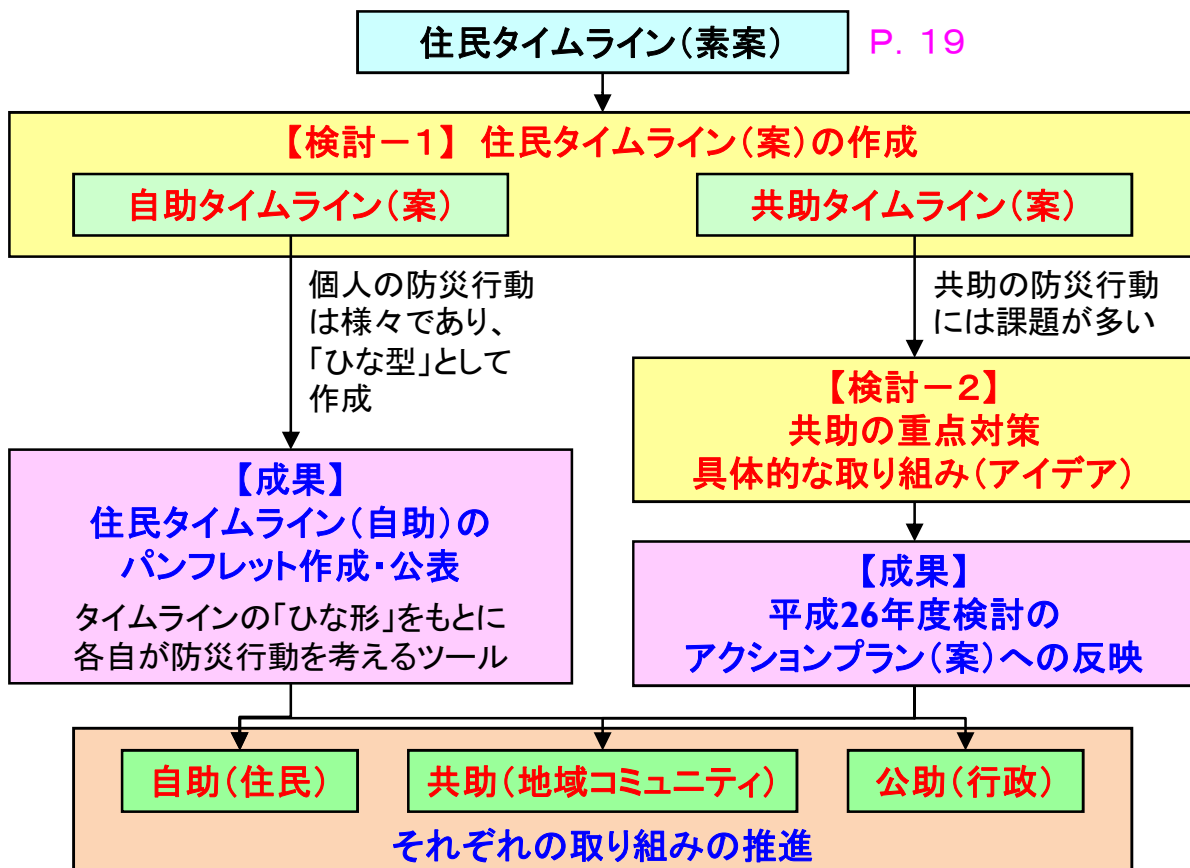 住民タイムライン(素案)
P. 19
【検討-1】 住民タイムライン(案)の作成
自助タイムライン(案)
共助タイムライン(案)
個人の防災行動
は様々であり、
「ひな型」として
作成
共助の防災行動
には課題が多い
【検討-2】
共助の重点対策
具体的な取り組み(アイデア)
【成果】
住民タイムライン(自助)の
パンフレット作成・公表
タイムラインの「ひな形」をもとに
各自が防災行動を考えるツール
【成果】
平成26年度検討の
アクションプラン(案)への反映
自助(住民)
共助(地域コミュニティ)
公助(行政)
それぞれの取り組みの推進